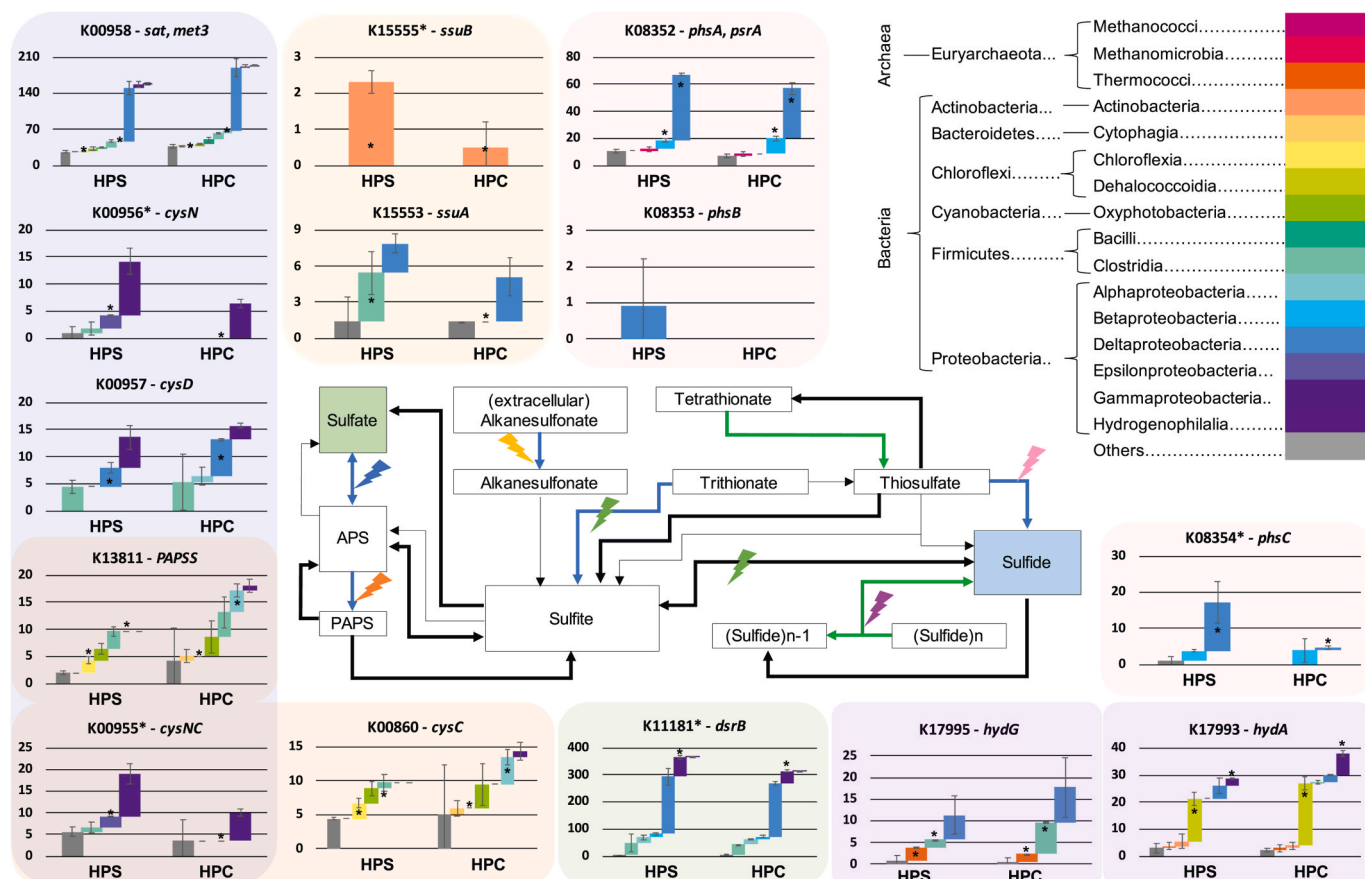 K00958 - sat, met3
210
140
70
0
HPS HPC
K15555* - ssuB
3
2
1
0
HPS HPC
K08352 - phsA, psrA
80
60
40
20
0
HPS HPC
Archaea
Euryarchaeota...
Methanococci
Methanomicrobia
Thermococci
Bacteria
Actinobacteria...
Actinobacteria
Bacteroidetes
Cytophagia
Chloroflexi
Chloroflexia
Dehalococcoidia
Cyanobacteria
Oxyphotobacteria
Firmicutes
Bacilli
Clostridia
Proteobacteria..
Alphaproteobacteria
Betaproteobacteria
Deltaproteobacteria
Epsilonproteobacteria
Gammaproteobacteria..
Hydrogenophilalia
Others
K00956* - cysN
20
15
10
5
0
HPS HPC
K15553 - ssuA
9
6
3
0
HPS HPC
K08353 - phsB
3
2
1
0
HPS HPC
K00957 - cysD
20
15
10
5
0
HPS HPC
Sulfate
(extracellular)
Alkanesulfonate
Tetrathionate
Alkanesulfonate
Trithionate
Thiosulfate
APS
Sulfide
PAPS
Sulfite
(Sulfide)n-1
(Sulfide)n
K13811 - PAPSS
20
15
10
5
0
HPS HPC
K08354* - phsC
30
20
10
0
HPS HPC
K00955* - cysNC
25
20
15
10
5
0
HPS HPC
K00860 - cysC
15
10
5
0
HPS HPC
K11181* - dsrB
400
300
200
100
0
HPS HPC
K17995 - hydG
25
20
15
10
5
0
HPS HPC
K17993 - hydA
40
30
20
10
0
HPS HPC